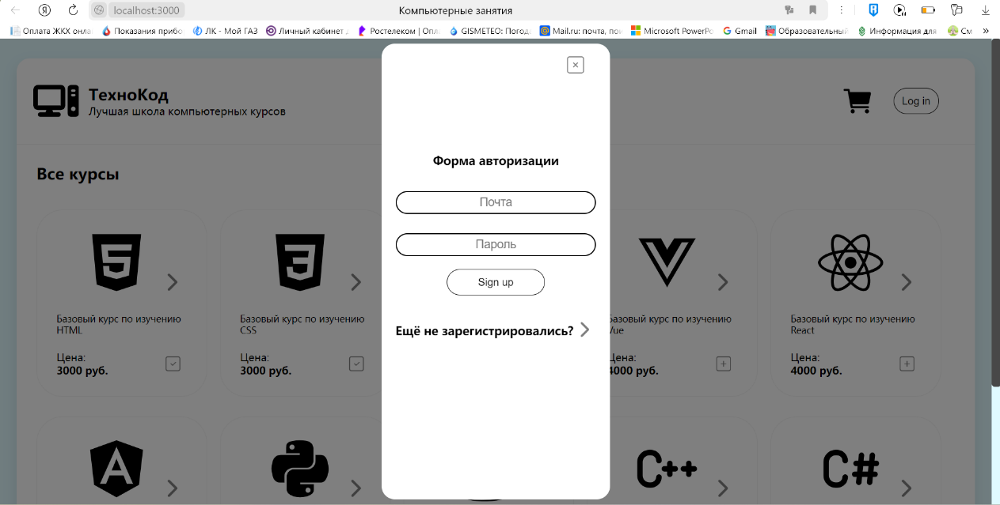 localhost:3000
Компьютерные занятия
Оплата ЖКХ онла
Показания прибо
ЛК - Мой ГАЗ
Личный кабинет
Ростелеком | Опл
GISMETEO: Погод
Mail.ru: почта, пои
Microsoft PowerPo
Gmail
Образовательный
Информация для
См
»
ТехноКод
Лучшая школа компьютерных курсов
Log in
Все курсы
Форма авторизации
Почта
Пароль
Sign up
Ещё не зарегистрировались?
Базовый курс по изучению
HTML
Цена:
3000 руб.
Базовый курс по изучению
CSS
Цена:
3000 руб.
Базовый курс по изучению
Vue
Цена:
4000 руб.
Базовый курс по изучению
React
Цена:
4000 руб.
C++
C#